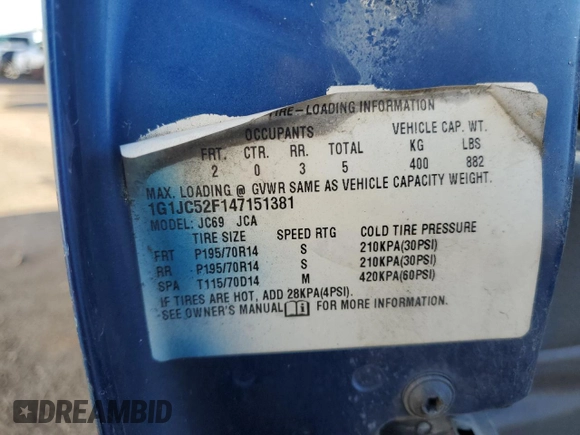 TIRE-LOADING INFORMATION
OCCUPANTS VEHICLE CAP. WT.
FRT. CTR. RR. TOTAL KG LBS
2 0 3 5 400 882
MAX. LOADING @ GVWR SAME AS VEHICLE CAPACITY WEIGHT.
1G1JC52F147151381
MODEL: JC69 JCA
TIRE SIZE SPEED RTG COLD TIRE PRESSURE
FRT P195/70R14 S 210KPA(30PSI)
RR P195/70R14 S 210KPA(30PSI)
SPA T115/70D14 M 420KPA(60PSI)
IF TIRES ARE HOT, ADD 28KPA(4PSI).
SEE OWNER'S MANUAL FOR MORE INFORMATION.
DREAMBID